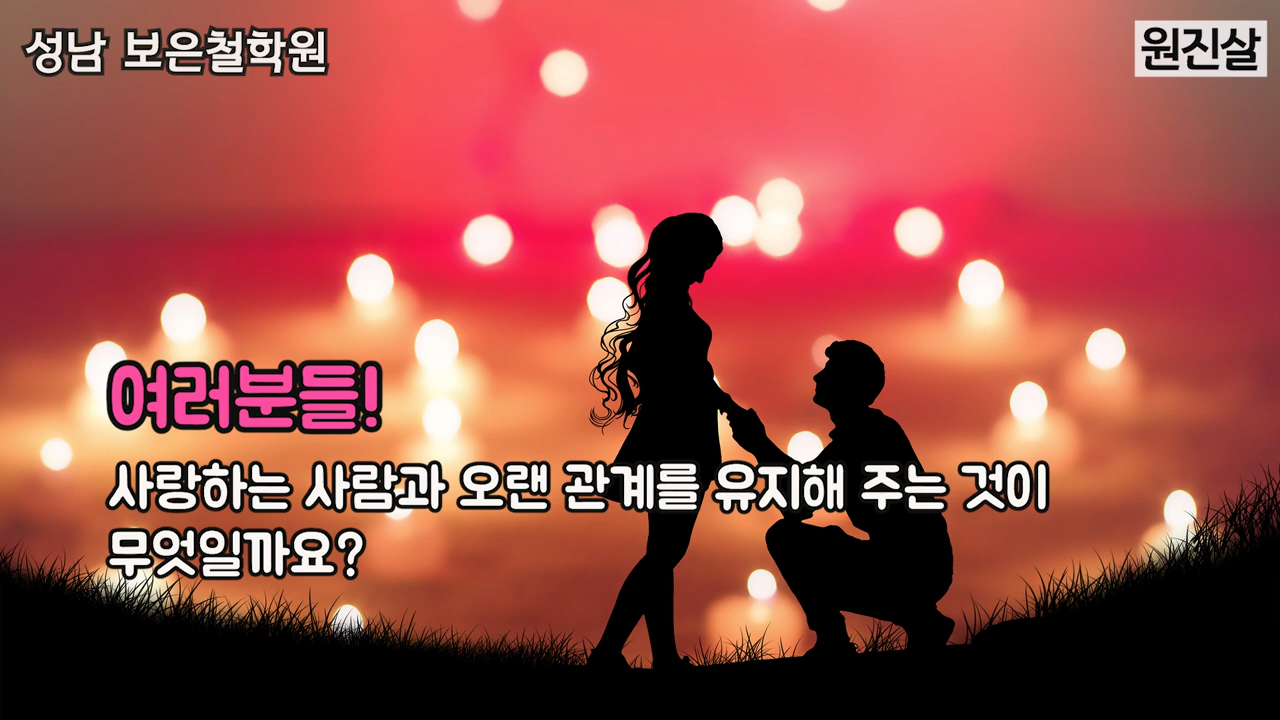 성남 보은철학원
원진살
여러분들!
사랑하는 사람과 오랜 관계를 유지해 주는 것이
무엇일까요?